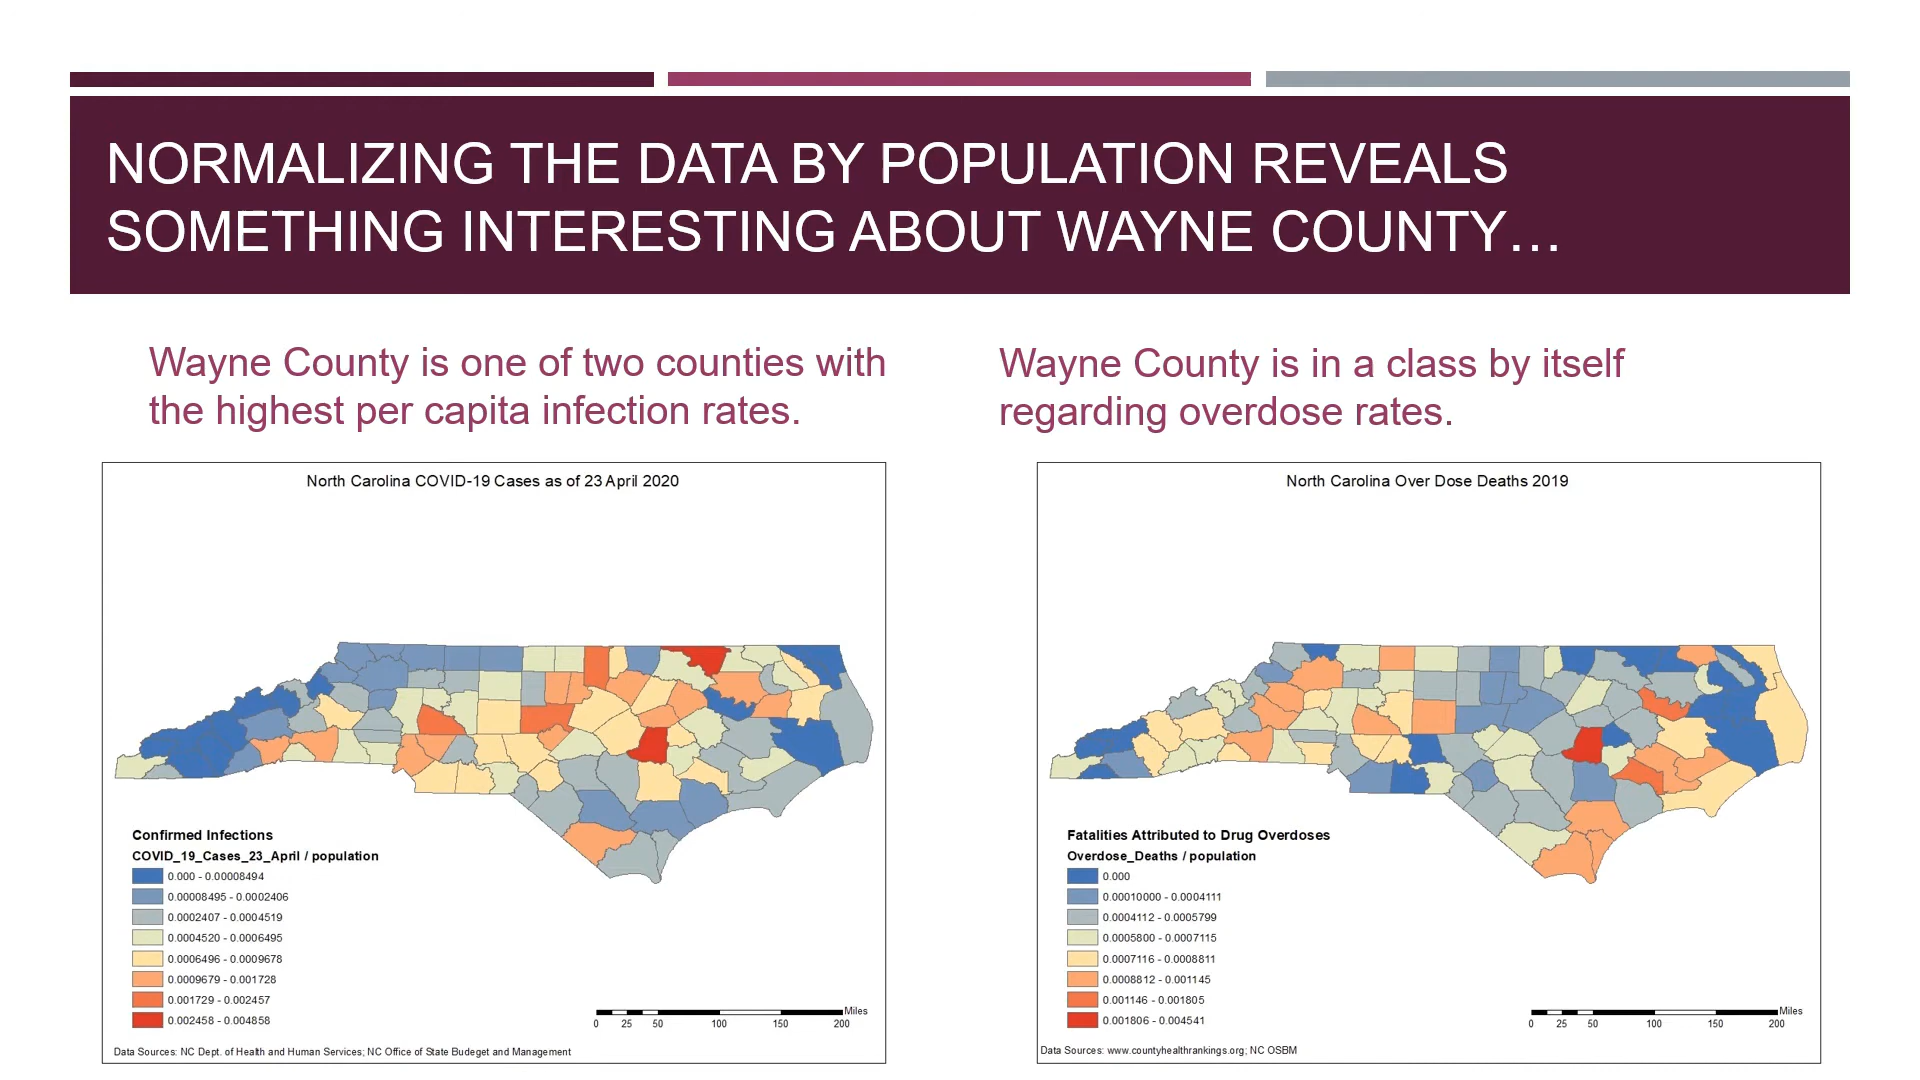 NORMALIZING THE DATA BY POPULATION REVEALS
SOMETHING INTERESTING ABOUT WAYNE COUNTY…
Wayne County is one of two counties with
the highest per capita infection rates.
North Carolina COVID-19 Cases as of 23 April 2020
Confirmed Infections
COVID_19_Cases_23_April / population
0.000 - 0.00008494
0.00008495 - 0.0002406
0.0002407 - 0.0004519
0.0004520 - 0.0006495
0.0006496 - 0.0009678
0.0009679 - 0.001728
0.001729 - 0.002457
0.002458 - 0.004858
Miles
0 25 50 100 150 200
Data Sources: NC Dept. of Health and Human Services; NC Office of State Budeget and Management
Wayne County is in a class by itself
regarding overdose rates.
North Carolina Over Dose Deaths 2019
Fatalities Attributed to Drug Overdoses
Overdose_Deaths / population
0.000
0.00010000 - 0.0004111
0.0004112 - 0.0005799
0.0005800 - 0.0007115
0.0007116 - 0.0008811
0.0008812 - 0.001145
0.001146 - 0.001805
0.001806 - 0.004541
Miles
0 25 50 100 150 200
Data Sources: www.countyhealthrankings.org; NC OSBM